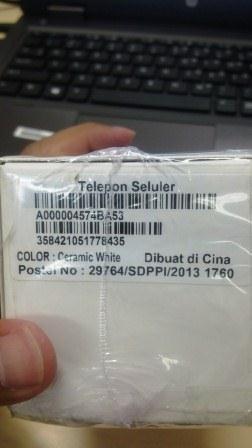 Telepon Seluler
A000004574BA53
358421051778435
COLOR : Ceramic White Dibuat di Cina
Postel No : 29764/SDPPI/2013 1760